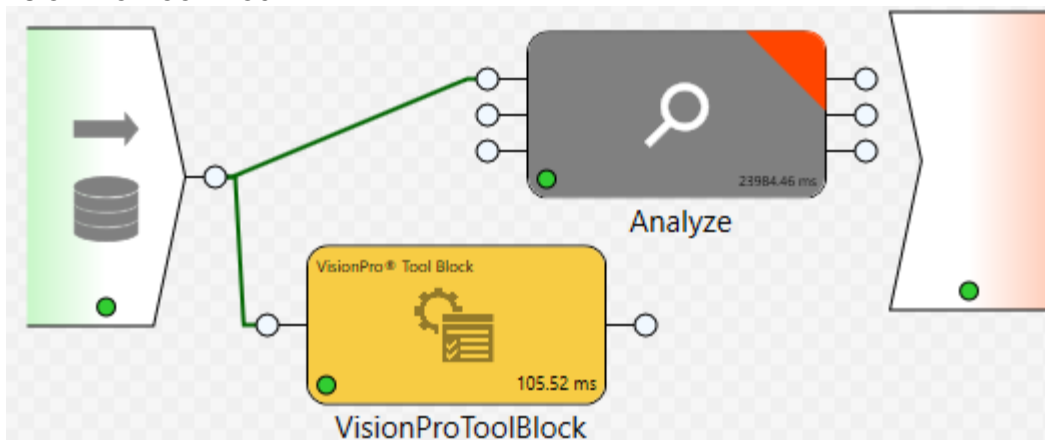 23984.46 ms
Analyze
VisionPro® Tool Block
105.52 ms
VisionProToolBlock